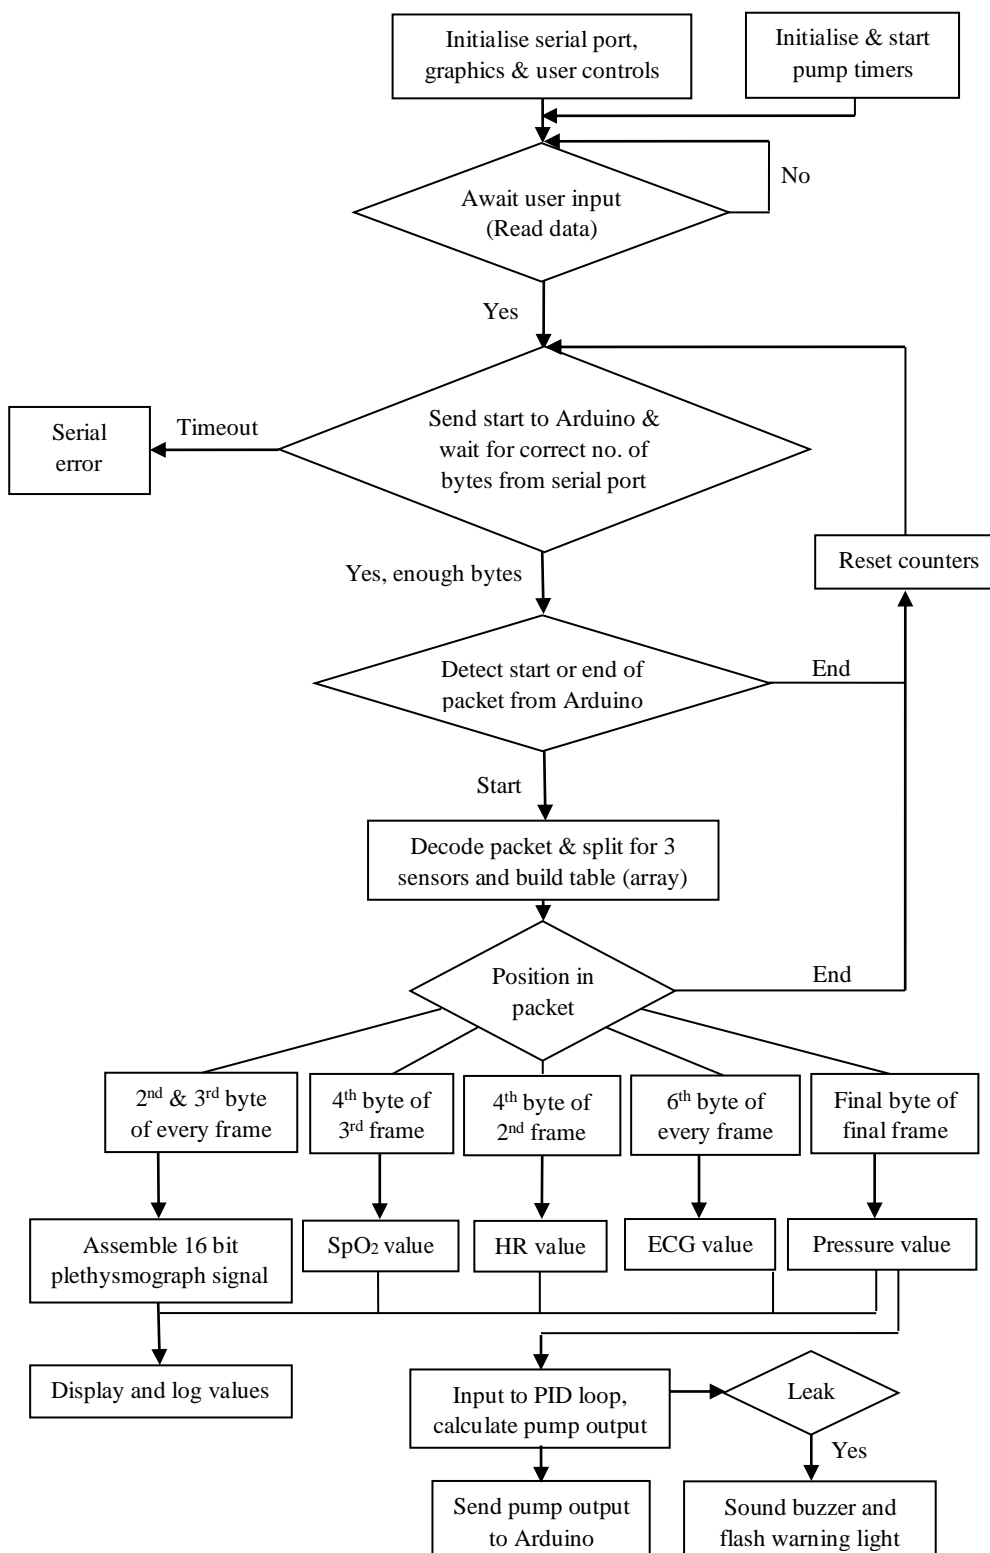 Initialise serial port,
graphics & user controls
Initialise & start
pump timers
No
Await user input
(Read data)
Yes
Send start to Arduino &
wait for correct no. of
bytes from serial port
Timeout
Serial
error
Reset counters
Yes, enough bytes
Detect start or end of
packet from Arduino
End
Start
Decode packet & split for 3
sensors and build table (array)
Position in
packet
End
2nd & 3rd byte
of every frame
4th byte of
3rd frame
4th byte of
2nd frame
6th byte of
every frame
Final byte of
final frame
Assemble 16 bit
plethysmograph signal
SpO2 value
HR value
ECG value
Pressure value
Display and log values
Input to PID loop,
calculate pump output
Leak
Yes
Send pump output
to Arduino
Sound buzzer and
flash warning light